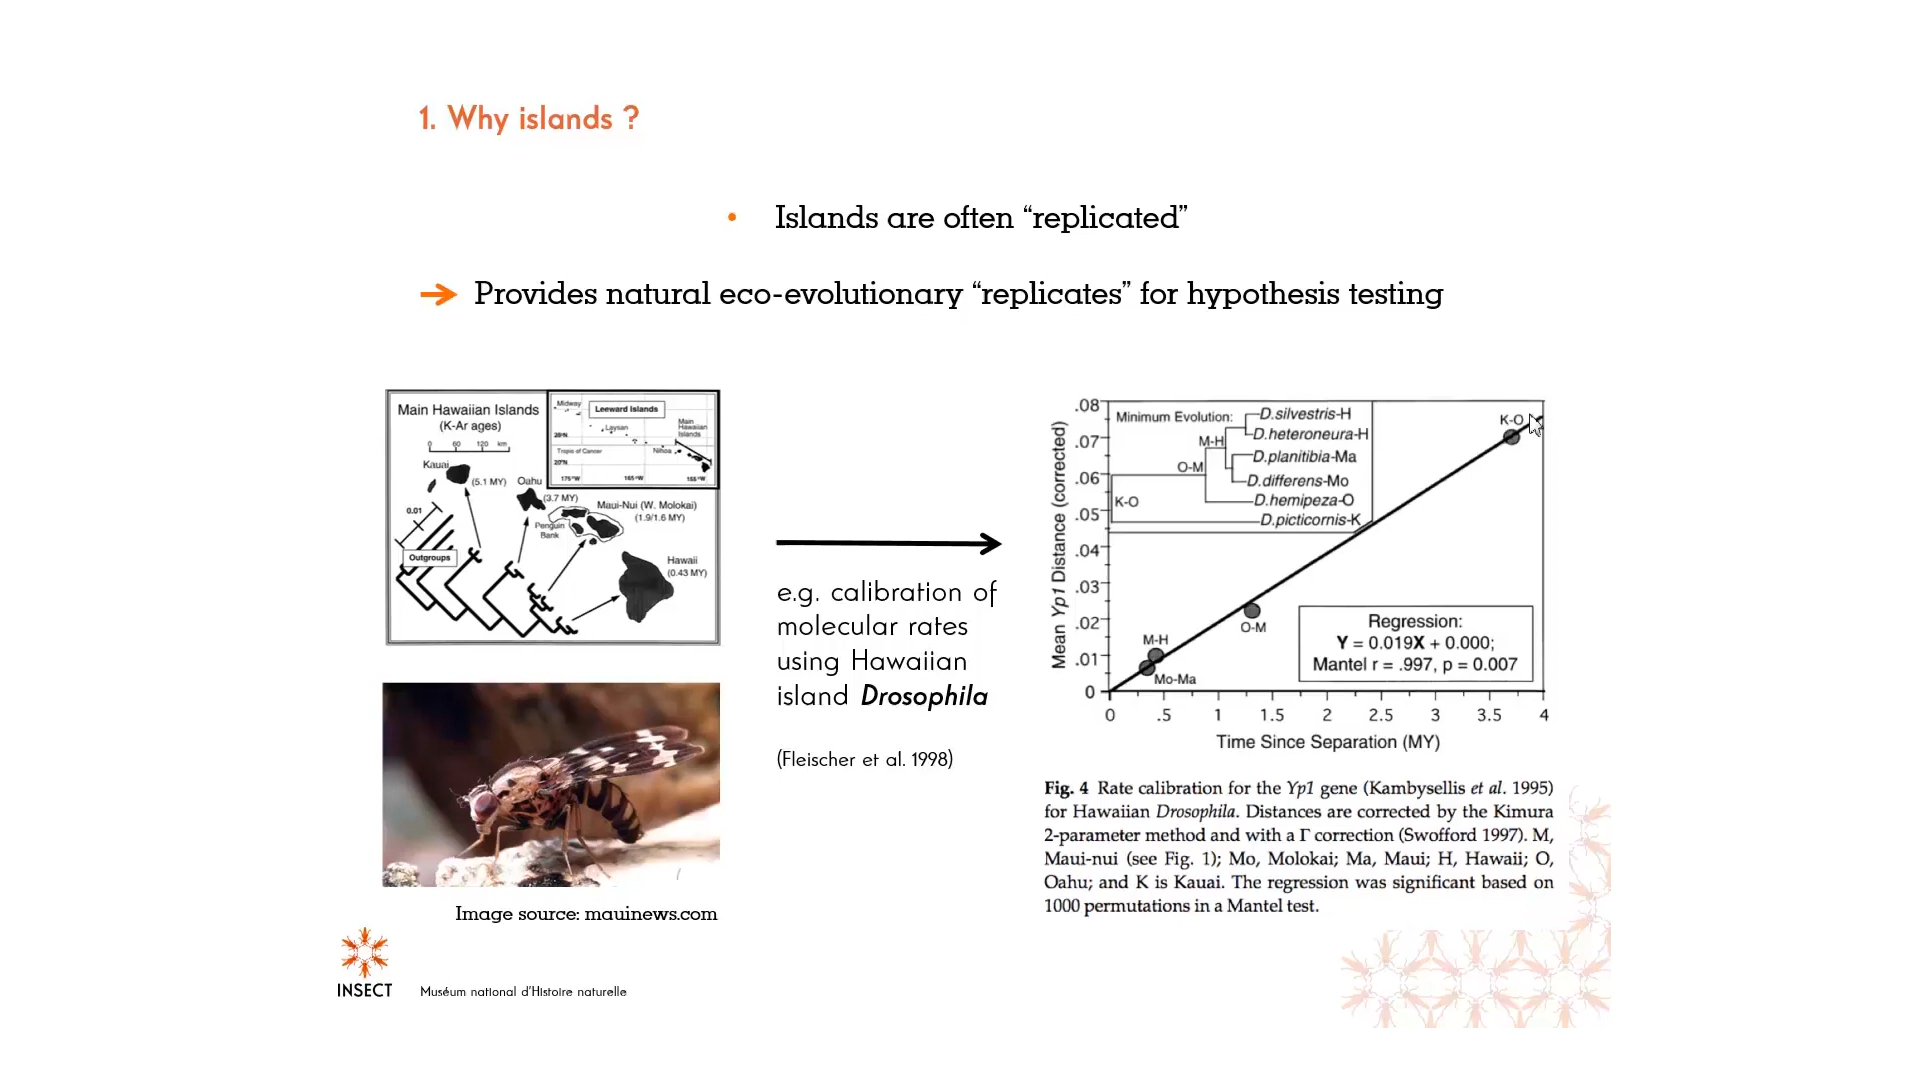 1. Why islands ?
• Islands are often “replicated”
Provides natural eco-evolutionary “replicates” for hypothesis testing
Main Hawaiian Islands
(K-Ar ages)
0 60 120 km
Kauai
(5.1 MY)
Oahu
(3.7 MY)
Maui-Nui (W. Molokai)
(1.9/1.6 MY)
Penguin
Bank
Hawaii
(0.43 MY)
0.01
Outgroups
Midway
Leeward Islands
Laysan
Main
Hawaiian
Islands
Tropic of Cancer
Nihoa
20°N
175°W 165°W 155°W
e.g. calibration of
molecular rates
using Hawaiian
island Drosophila
(Fleischer et al. 1998)
Image source: mauinews.com
Mean Yp1 Distance (corrected)
.08
.07
.06
.05
.04
.03
.02
.01
0
Minimum Evolution:
D.silvestris-H
D.heteroneura-H
M-H
D.planitibia-Ma
O-M
D.differens-Mo
K-O
D.hemipeza-O
D.picticornis-K
K-O
O-M
M-H
Mo-Ma
Regression:
Y = 0.019X + 0.000;
Mantel r = .997, p = 0.007
0 .5 1 1.5 2 2.5 3 3.5 4
Time Since Separation (MY)
Fig. 4 Rate calibration for the Yp1 gene (Kambysellis et al. 1995)
for Hawaiian Drosophila. Distances are corrected by the Kimura
2-parameter method and with a Γ correction (Swofford 1997). M,
Maui-nui (see Fig. 1); Mo, Molokai; Ma, Maui; H, Hawaii; O,
Oahu; and K is Kauai. The regression was significant based on
1000 permutations in a Mantel test.
INSECT
Muséum national d’Histoire naturelle